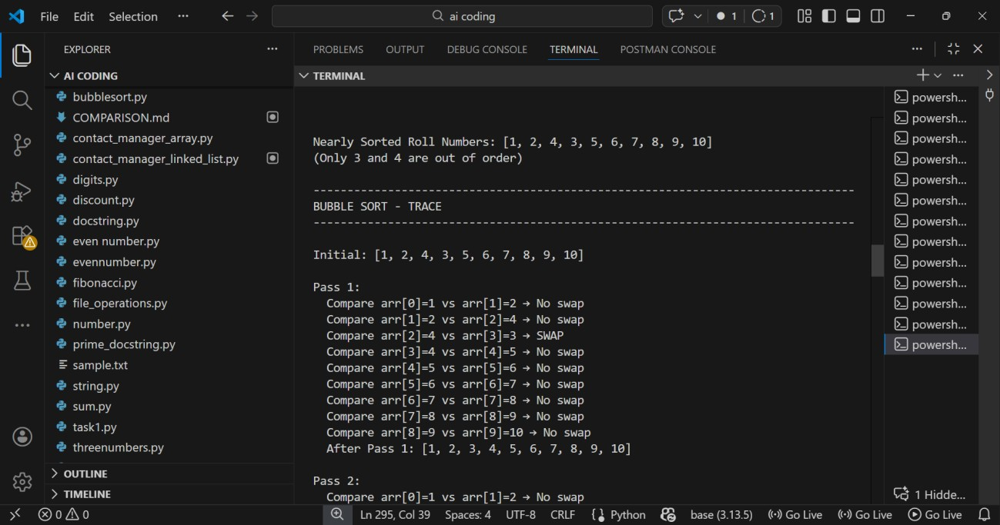 File Edit Selection ··· ai coding 1 1
EXPLORER ···
PROBLEMS OUTPUT DEBUG CONSOLE TERMINAL POSTMAN CONSOLE ···
AI CODING
bubblesort.py
COMPARISON.md
contact_manager_array.py
contact_manager_linked_list.py
digits.py
discount.py
docstring.py
even number.py
evennumber.py
fibonacci.py
file_operations.py
number.py
prime_docstring.py
sample.txt
string.py
sum.py
task1.py
threenumbers.py
OUTLINE
TIMELINE
TERMINAL
Nearly Sorted Roll Numbers: [1, 2, 4, 3, 5, 6, 7, 8, 9, 10]
(Only 3 and 4 are out of order)
--------------------------------------------------------------------------------
BUBBLE SORT - TRACE
--------------------------------------------------------------------------------
Initial: [1, 2, 4, 3, 5, 6, 7, 8, 9, 10]
Pass 1:
Compare arr[0]=1 vs arr[1]=2 → No swap
Compare arr[1]=2 vs arr[2]=4 → No swap
Compare arr[2]=4 vs arr[3]=3 → SWAP
Compare arr[3]=4 vs arr[4]=5 → No swap
Compare arr[4]=5 vs arr[5]=6 → No swap
Compare arr[5]=6 vs arr[6]=7 → No swap
Compare arr[6]=7 vs arr[7]=8 → No swap
Compare arr[7]=8 vs arr[8]=9 → No swap
Compare arr[8]=9 vs arr[9]=10 → No swap
After Pass 1: [1, 2, 3, 4, 5, 6, 7, 8, 9, 10]
Pass 2:
Compare arr[0]=1 vs arr[1]=2 → No swap
powersh...
powersh...
powersh...
powersh...
powersh...
powersh...
powersh...
powersh...
powersh...
powersh...
powersh...
powersh...
powersh...
1 Hidde...
0 0 Ln 295, Col 39 Spaces: 4 UTF-8 CRLF { } Python base (3.13.5) Go Live Go Live Go Live